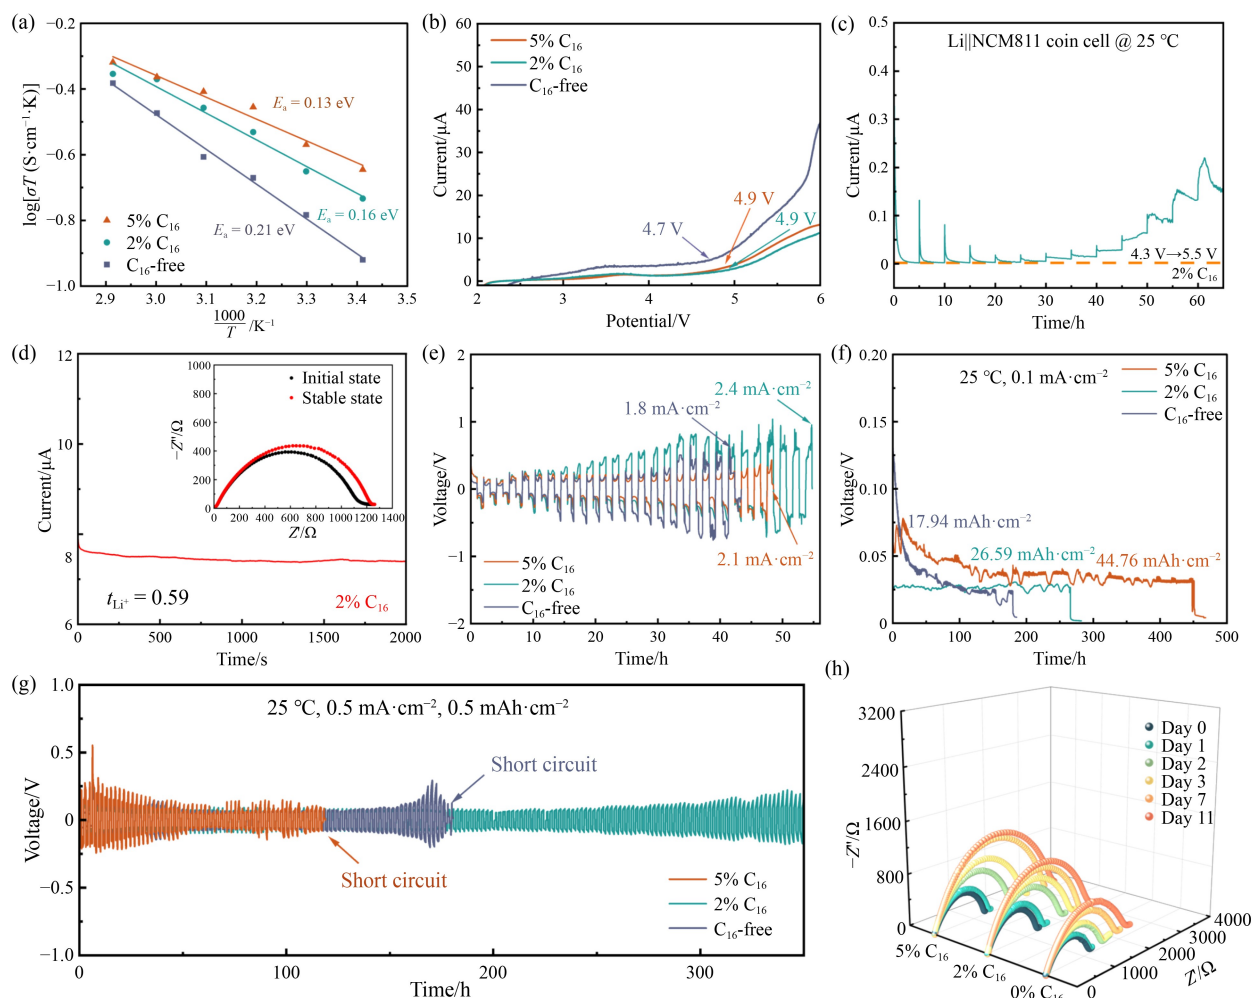 (a)
−0.2
−0.4
−0.6
−0.8
−1.0
log[σT (S·cm⁻¹·K)]
Eₐ = 0.13 eV
Eₐ = 0.16 eV
Eₐ = 0.21 eV
5% C₁₆
2% C₁₆
C₁₆-free
2.9 3.0 3.1 3.2 3.3 3.4 3.5
1000/T /K⁻¹
(b)
60
50
40
30
20
10
0
Current/μA
5% C₁₆
2% C₁₆
C₁₆-free
4.7 V
4.9 V
4.9 V
2 3 4 5 6
Potential/V
(c)
0.5
0.4
0.3
0.2
0.1
0
Current/μA
Li||NCM811 coin cell @ 25 °C
4.3 V→5.5 V
2% C₁₆
0 10 20 30 40 50 60
Time/h
(d)
12
10
8
6
Current/μA
1000
800
600
400
200
0
−Z''/Ω
Initial state
Stable state
0 200 400 600 800 1000 1200 1400
Z'/Ω
t_Li⁺ = 0.59
2% C₁₆
0 500 1000 1500 2000
Time/s
(e)
2
1
0
−1
−2
Voltage/V
2.4 mA·cm⁻²
1.8 mA·cm⁻²
2.1 mA·cm⁻²
5% C₁₆
2% C₁₆
C₁₆-free
0 10 20 30 40 50
Time/h
(f)
0.20
0.15
0.10
0.05
0
Voltage/V
25 °C, 0.1 mA·cm⁻²
5% C₁₆
2% C₁₆
C₁₆-free
17.94 mAh·cm⁻²
26.59 mAh·cm⁻²
44.76 mAh·cm⁻²
0 100 200 300 400 500
Time/h
(g)
1.0
0.5
0
−0.5
−1.0
Voltage/V
25 °C, 0.5 mA·cm⁻², 0.5 mAh·cm⁻²
Short circuit
Short circuit
5% C₁₆
2% C₁₆
C₁₆-free
0 100 200 300
Time/h
(h)
3200
2400
1600
800
0
−Z''/Ω
Day 0
Day 1
Day 2
Day 3
Day 7
Day 11
5% C₁₆
2% C₁₆
0% C₁₆
0 1000 2000 3000 4000
Z'/Ω